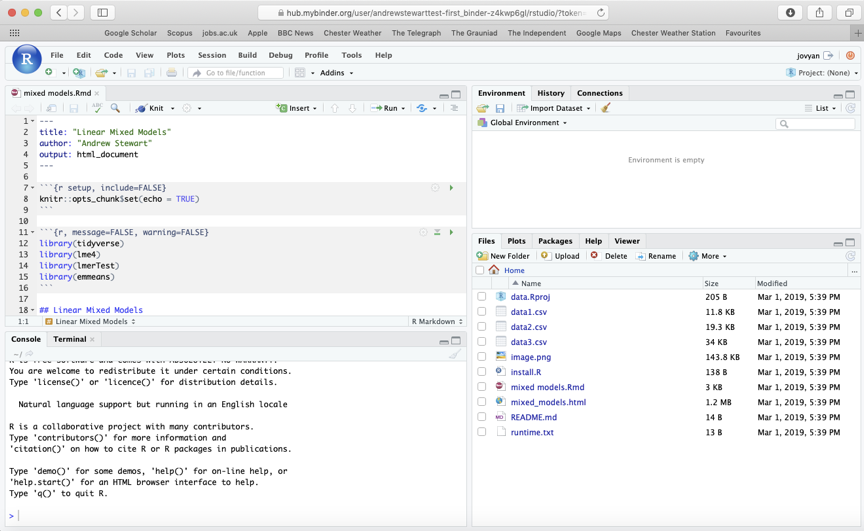 hub.mybinder.org/user/andrewstewarttest-first_binder-z4kwp6gl/rstudio/?token=
Google Scholar Scopus jobs.ac.uk Apple BBC News Chester Weather The Telegraph The Grauniad The Independent Google Maps Chester Weather Station Favourites
R File Edit Code View Plots Session Build Debug Profile Tools Help jovyan
Go to file/function Addins Project: (None)
mixed models.Rmd
ABC Knit Insert Run
1 ---
2 title: "Linear Mixed Models"
3 author: "Andrew Stewart"
4 output: html_document
5 ---
6
7 ```{r setup, include=FALSE}
8 knitr::opts_chunk$set(echo = TRUE)
9 ```
10
11 ```{r, message=FALSE, warning=FALSE}
12 library(tidyverse)
13 library(lme4)
14 library(lmerTest)
15 library(emmeans)
16 ```
17
18 ## Linear Mixed Models
1:1 Linear Mixed Models R Markdown
Console Terminal
~/
You are welcome to redistribute it under certain conditions.
Type 'license()' or 'licence()' for distribution details.
Natural language support but running in an English locale
R is a collaborative project with many contributors.
Type 'contributors()' for more information and
'citation()' on how to cite R or R packages in publications.
Type 'demo()' for some demos, 'help()' for on-line help, or
'help.start()' for an HTML browser interface to help.
Type 'q()' to quit R.
>
Environment History Connections
Import Dataset List
Global Environment
Environment is empty
Files Plots Packages Help Viewer
New Folder Upload Delete Rename More
Home ...
Name Size Modified
data.Rproj 205 B Mar 1, 2019, 5:39 PM
data1.csv 11.8 KB Mar 1, 2019, 5:39 PM
data2.csv 19.3 KB Mar 1, 2019, 5:39 PM
data3.csv 34 KB Mar 1, 2019, 5:39 PM
image.png 143.8 KB Mar 1, 2019, 5:39 PM
install.R 138 B Mar 1, 2019, 5:39 PM
mixed models.Rmd 3 KB Mar 1, 2019, 5:39 PM
mixed_models.html 1.2 MB Mar 1, 2019, 5:39 PM
README.md 14 B Mar 1, 2019, 5:39 PM
runtime.txt 13 B Mar 1, 2019, 5:39 PM